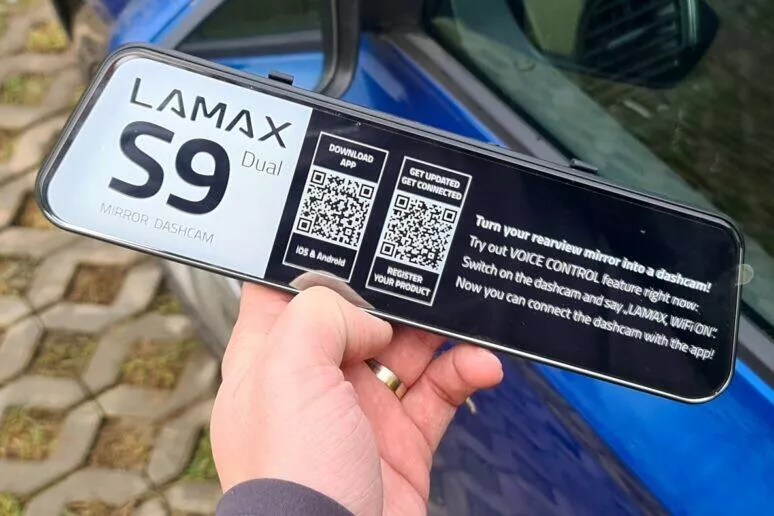 LAMAX
S9 Dual
MIRROR DASHCAM
DOWNLOAD
APP
iOS & Android
GET UPDATED
GET CONNECTED
REGISTER
YOUR PRODUCT
Turn your rearview mirror into a dashcam!
Try out VOICE CONTROL feature right now:
Switch on the dashcam and say „LAMAX, WiFi ON“.
Now you can connect the dashcam with the app!